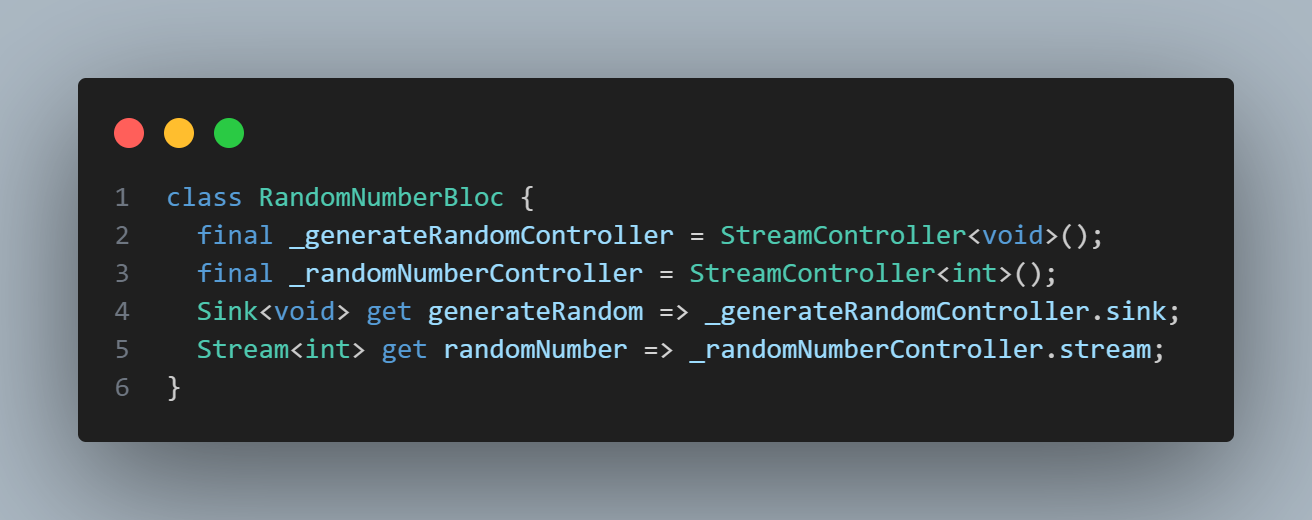 1 class RandomNumberBloc {
2   final _generateRandomController = StreamController<void>();
3   final _randomNumberController = StreamController<int>();
4   Sink<void> get generateRandom => _generateRandomController.sink;
5   Stream<int> get randomNumber => _randomNumberController.stream;
6 }